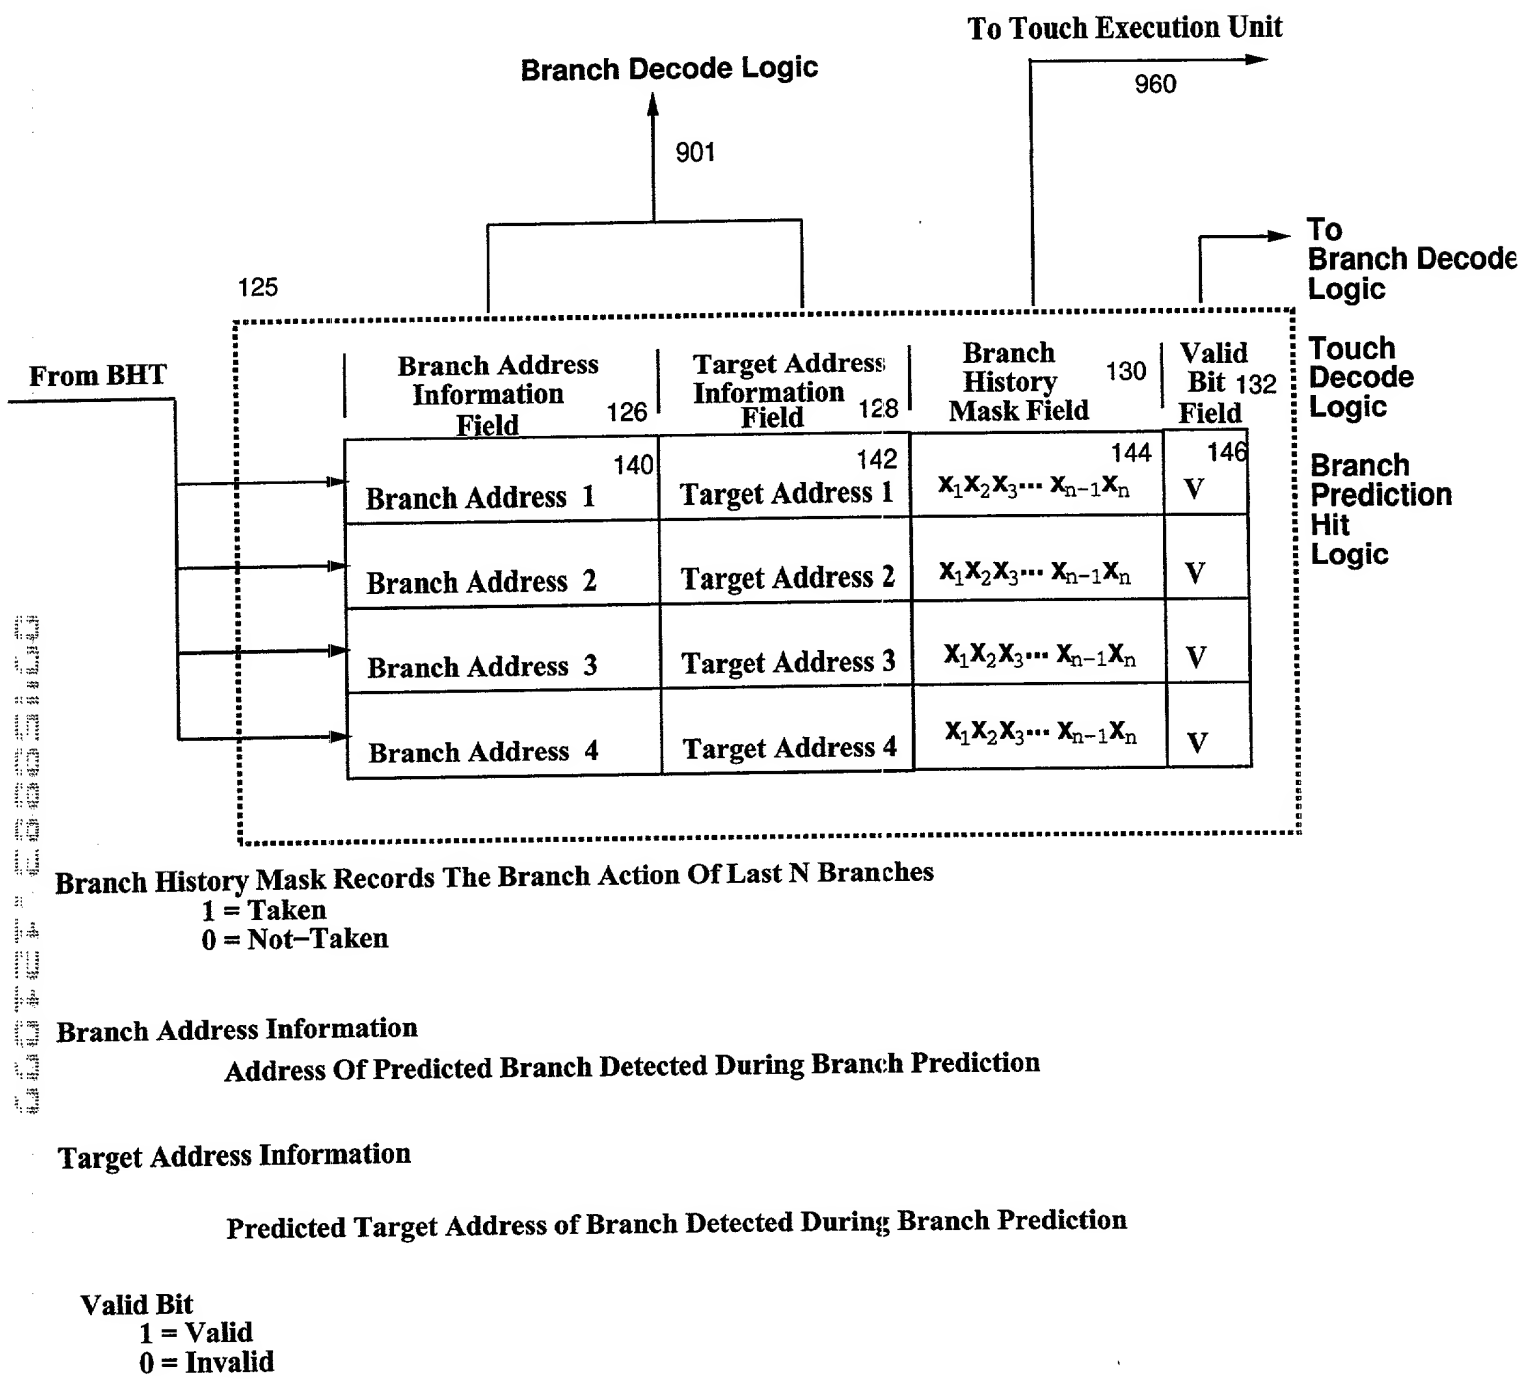 To Touch Execution Unit
960
Branch Decode Logic
901
To
Branch Decode
Logic
Touch
Decode
Logic
Branch
Prediction
Hit
Logic
125
From BHT
Branch Address
Information
Field
126
Target Address
Information
Field
128
Branch
History
Mask Field
130
Valid
Bit
Field
132
140 142 144 146
Branch Address 1 Target Address 1 X₁X₂X₃··· Xₙ₋₁Xₙ V
Branch Address 2 Target Address 2 X₁X₂X₃··· Xₙ₋₁Xₙ V
Branch Address 3 Target Address 3 X₁X₂X₃··· Xₙ₋₁Xₙ V
Branch Address 4 Target Address 4 X₁X₂X₃··· Xₙ₋₁Xₙ V
Branch History Mask Records The Branch Action Of Last N Branches
1 = Taken
0 = Not–Taken
Branch Address Information
Address Of Predicted Branch Detected During Branch Prediction
Target Address Information
Predicted Target Address of Branch Detected During Branch Prediction
Valid Bit
1 = Valid
0 = Invalid